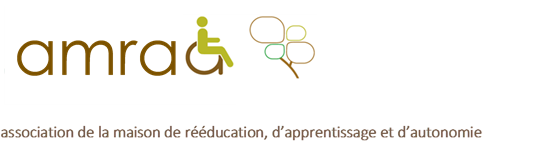 amraa
association de la maison de rééducation, d'apprentissage et d'autonomie